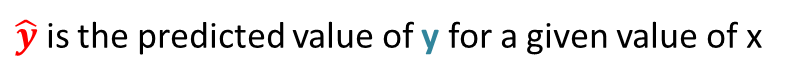 ŷ is the predicted value of y for a given value of x